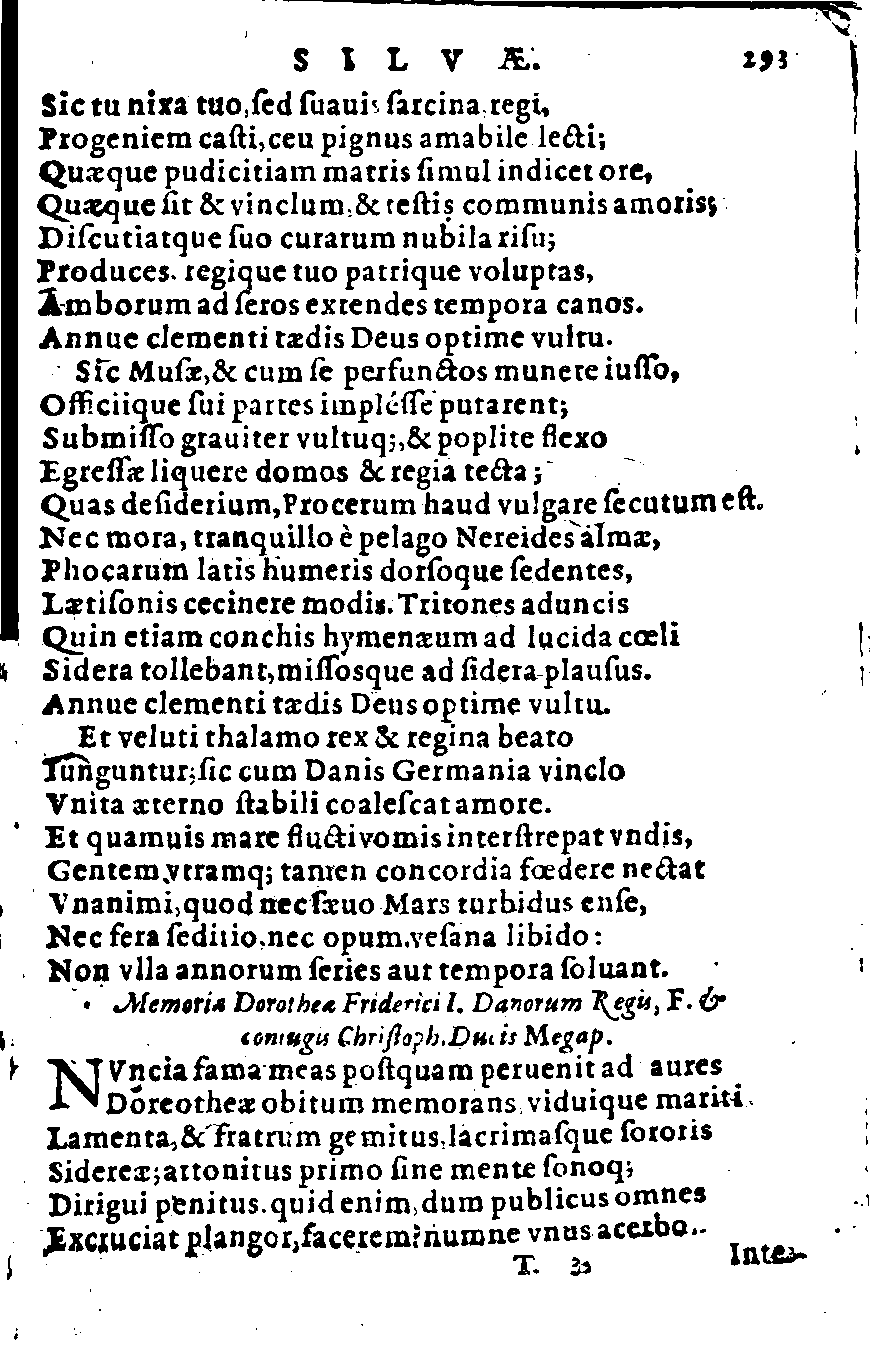 SILVÆ. 293
Sic tu nixa tuo, ſed ſuauis ſarcina regi,
Progeniem caſti, ceu pignus amabile lecti;
Quæque pudicitiam matris ſimul indicet ore,
Quæque ſit & vinclum, & teſtis communis amoris;
Diſcutiatque ſuo curarum nubila riſu;
Produces. regique tuo patrique voluptas,
Amborum ad ſeros extendes tempora canos.
Annue clementi tædis Deus optime vultu.
Sic Muſæ, & cum ſe perfunctos munere iuſſo,
Officiique ſui partes impléſſe putarent;
Submiſſo grauiter vultuq;, & poplite flexo
Egreſſæ liquere domos & regia tecta;
Quas deſiderium, Procerum haud vulgare ſecutum eſt.
Nec mora, tranquillo è pelago Nereides almæ,
Phocarum latis humeris dorſoque ſedentes,
Lætiſonis cecinere modis. Tritones aduncis
Quin etiam conchis hymenæum ad lucida cœli
Sidera tollebant, miſſosque ad ſidera plauſus.
Annue clementi tædis Deus optime vultu.
Et veluti thalamo rex & regina beato
Iunguntur; ſic cum Danis Germania vinclo
Vnita æterno ſtabili coaleſcat amore.
Et quamuis mare fluctivomis interſtrepat vndis,
Gentem vtramq; tamen concordia fœdere nectat
Vnanimi, quod nec ſæuo Mars turbidus enſe,
Nec fera ſeditio, nec opum veſana libido:
Non vlla annorum ſeries aut tempora ſoluant.
Memoriæ Dorotheæ Friderici I. Danorum Regis, F. &
coniugis Chriſtoph. Ducis Megap.
NVncia fama meas poſtquam peruenit ad aures
Doreotheæ obitum memorans, viduique mariti
Lamenta, & fratrum gemitus, lacrimaſque ſororis
Sidereæ; attonitus primo ſine mente ſonoq;
Dirigui penitus. quid enim, dum publicus omnes
Excruciat plangor, facerem? numne vnus acerbo
T. 3 Inte-